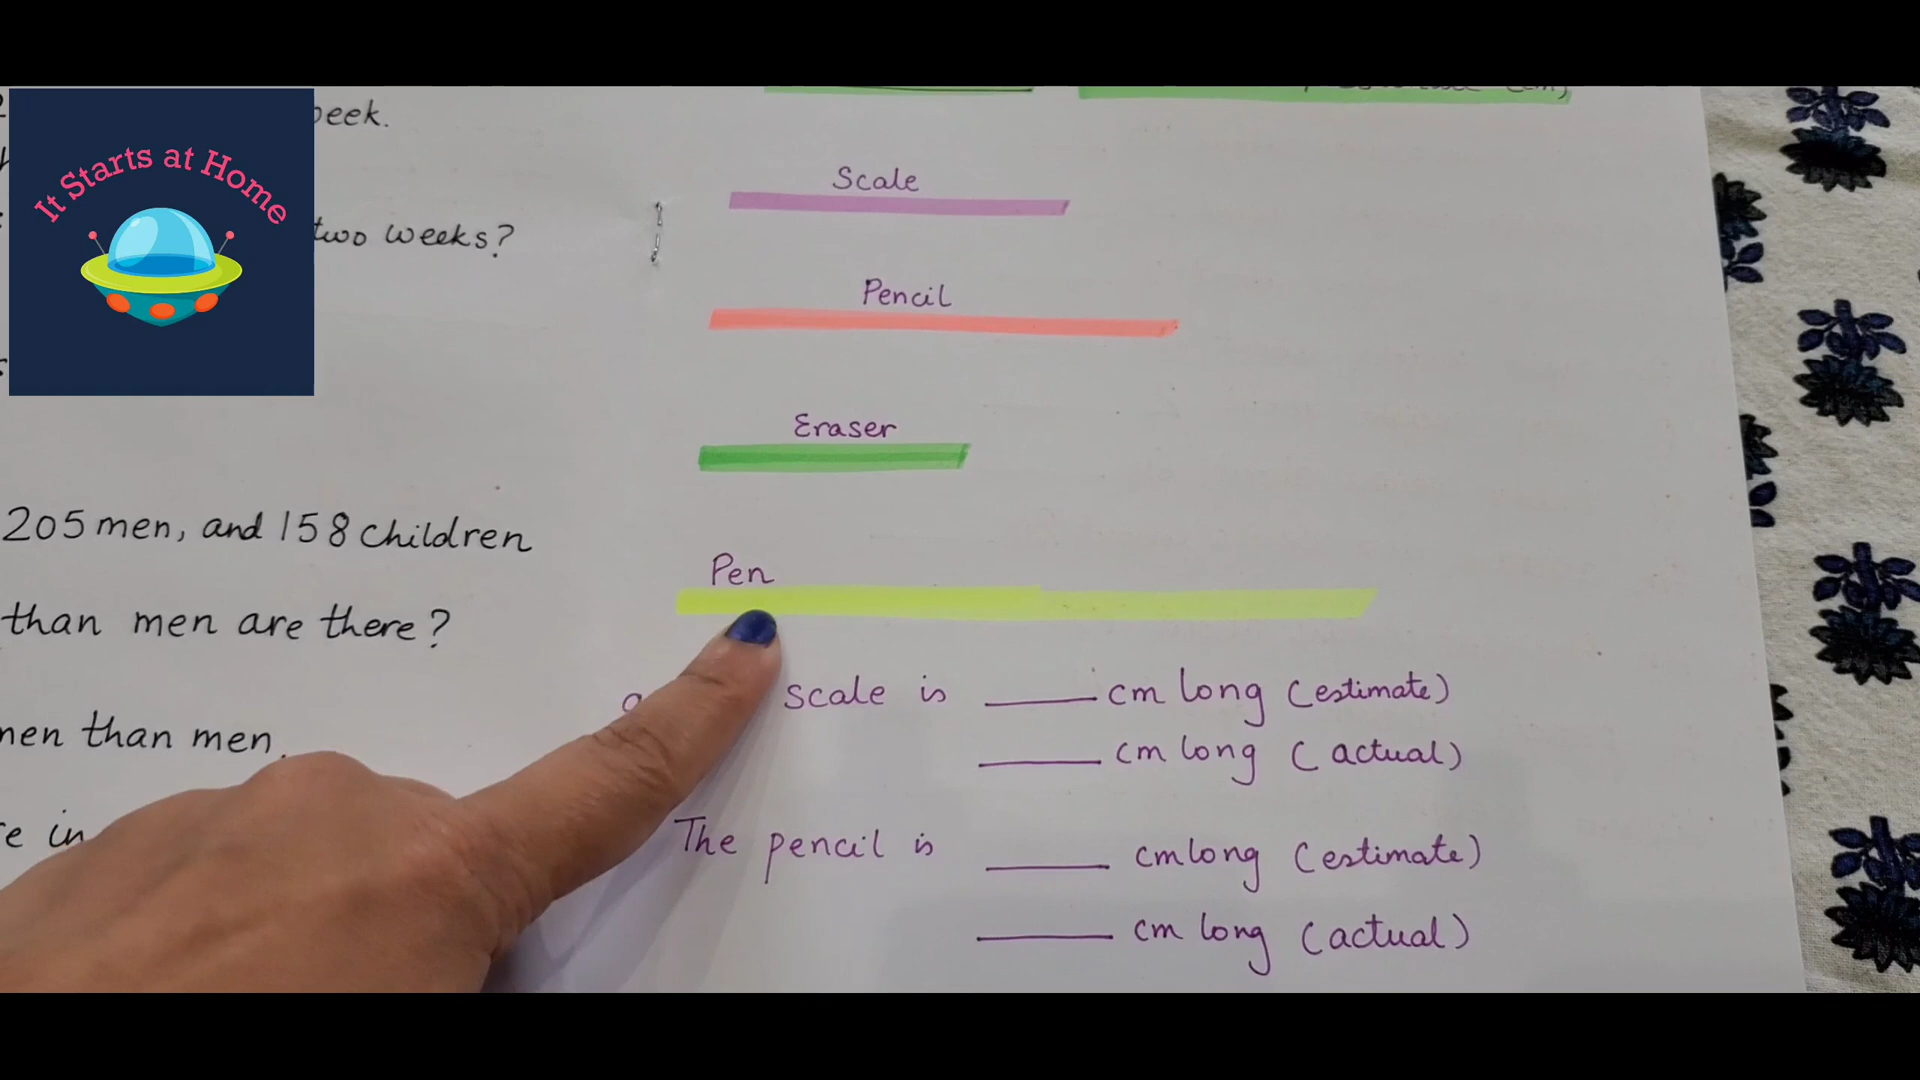 It Starts at Home
two weeks?
205 men, and 158 children
than men are there?
men than men.
Scale
Pencil
Eraser
Pen
scale is ____ cm long (estimate)
____ cm long (actual)
The pencil is ____ cm long (estimate)
____ cm long (actual)